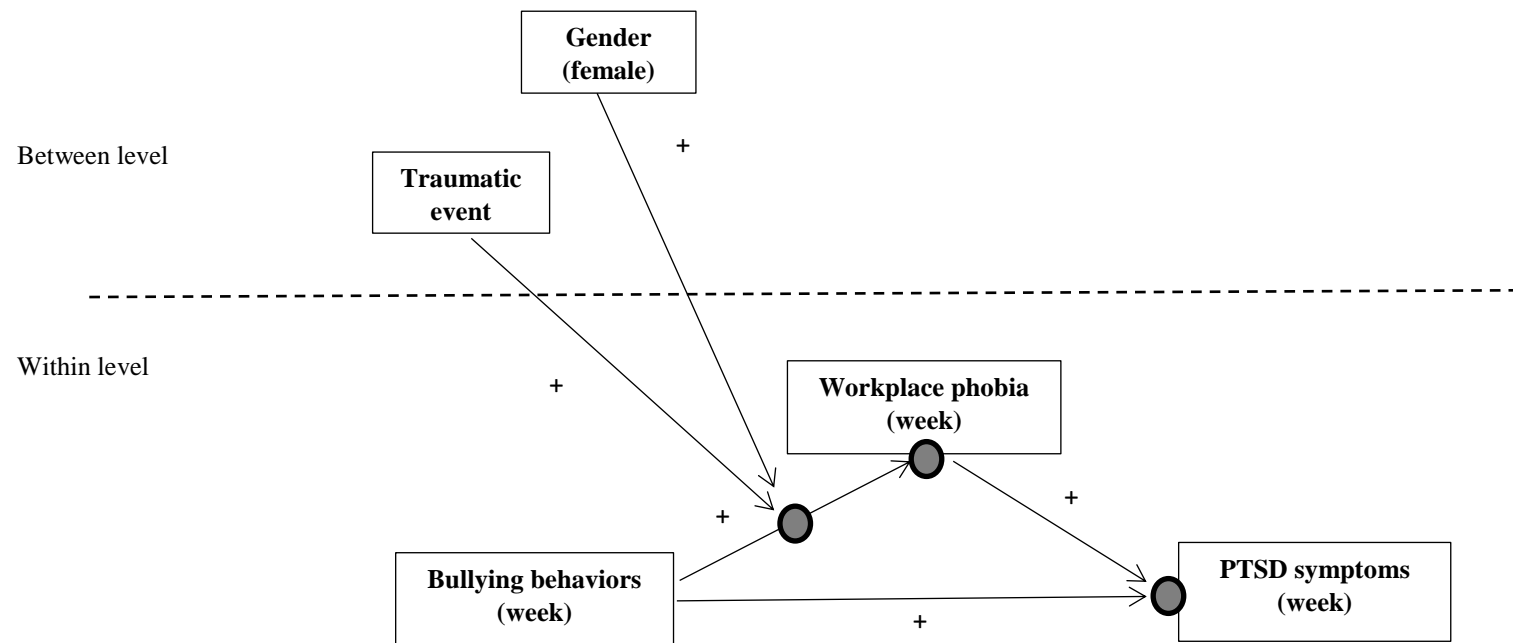 Gender
(female)
+
Between level
Traumatic
event
Within level
+
Workplace phobia
(week)
+
+
Bullying behaviors
(week)
PTSD symptoms
(week)
+